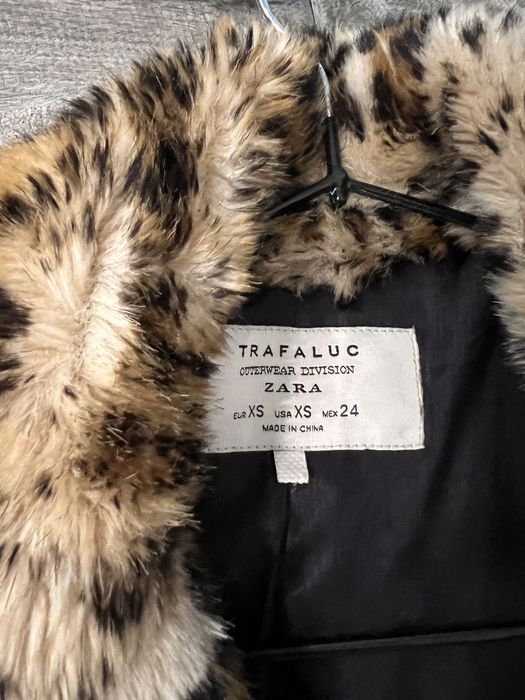 TRAFALUC
OUTERWEAR DIVISION
ZARA
EUR XS USA XS MEX 24
MADE IN CHINA